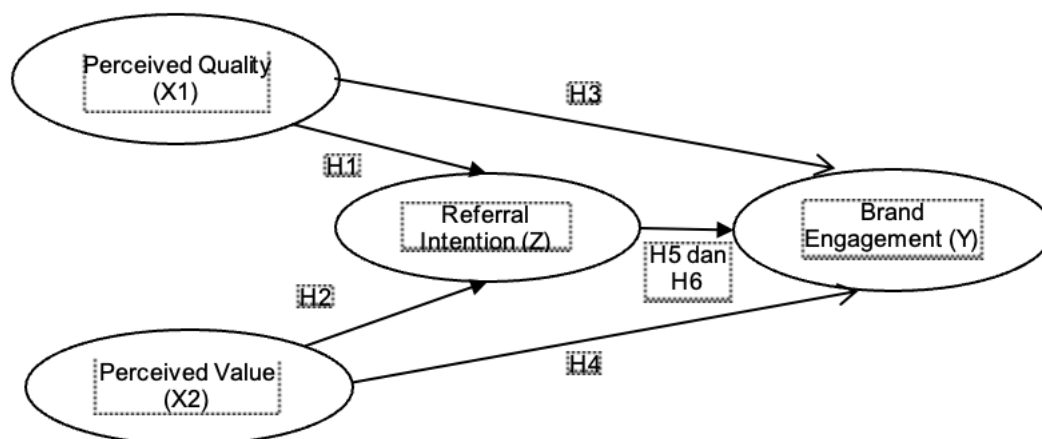 Perceived Quality
(X1)
H3
H1
Referral
Intention (Z)
Brand
Engagement (Y)
H5 dan
H6
H2
H4
Perceived Value
(X2)